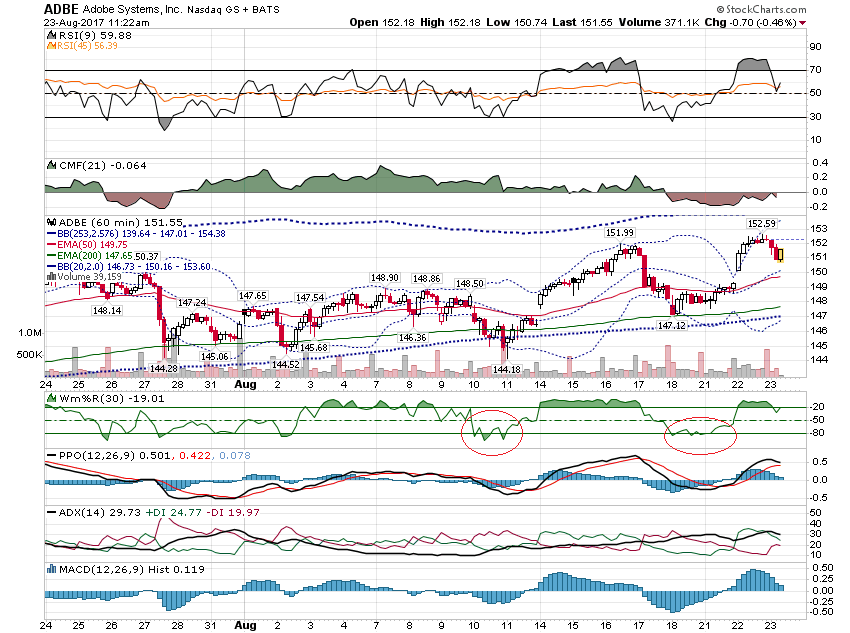 ADBE Adobe Systems, Inc. Nasdaq GS + BATS
© StockCharts.com
23-Aug-2017 11:22am
Open 152.18 High 152.18 Low 150.74 Last 151.55 Volume 371.1K Chg -0.70 (-0.46%)
RSI(9) 59.88
RSI(45) 56.39
90
70
50
30
10
CMF(21) -0.064
0.4
0.2
0.0
-0.2
ADBE (60 min) 151.55
BB(253,2.576) 139.64 - 147.01 - 154.38
EMA(50) 149.75
EMA(200) 147.65
50.37
BB(20,2.0) 146.73 - 150.16 - 153.60
Volume 39,159
148.14
144.28
147.24
145.06
147.65
144.52
147.54
145.68
148.90
146.36
148.86
148.50
144.18
151.99
147.12
152.59
153
152
151
150
149
148
147
146
145
144
1.0M
500K
24 25 26 27 28 31 Aug 2 3 4 7 8 9 10 11 14 15 16 17 18 21 22 23
Wm%R(30) -19.01
-20
-50
-80
PPO(12,26,9) 0.501, 0.422, 0.078
0.5
0.0
-0.5
ADX(14) 29.73 +DI 24.77 -DI 19.97
50
40
30
20
10
MACD(12,26,9) Hist 0.119
0.50
0.25
0.00
-0.25
-0.50
24 25 26 27 28 31 Aug 2 3 4 7 8 9 10 11 14 15 16 17 18 21 22 23